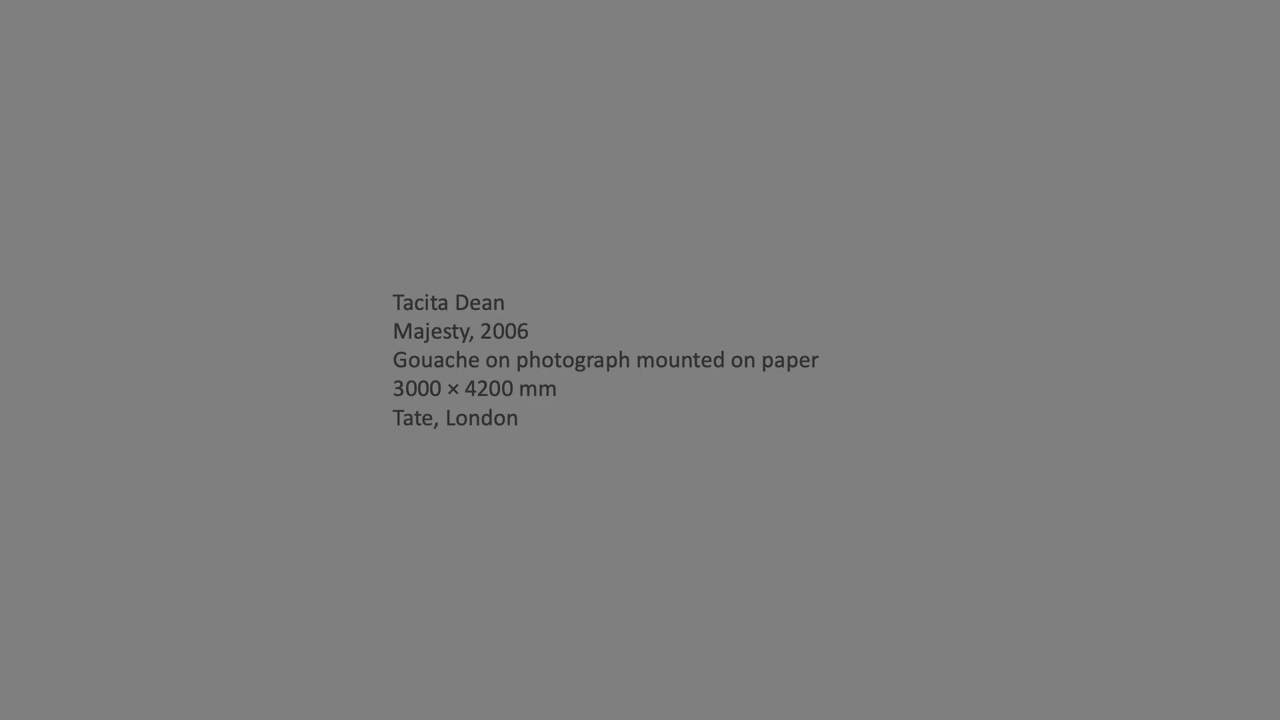 Tacita Dean
Majesty, 2006
Gouache on photograph mounted on paper
3000 × 4200 mm
Tate, London